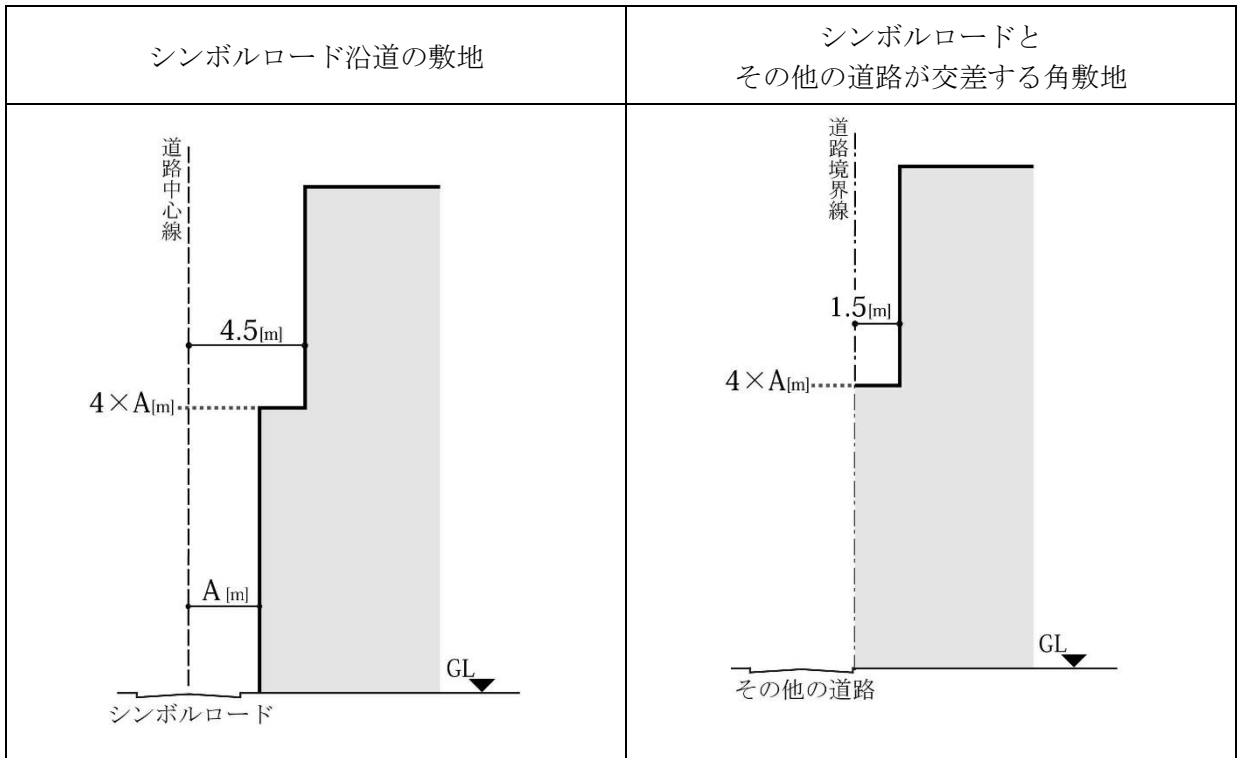 シンボルロード沿道の敷地
シンボルロードと
その他の道路が交差する角敷地
道路中心線
4.5[m]
4×A[m]
A [m]
GL
シンボルロード
道路境界線
1.5[m]
4×A[m]
GL
その他の道路